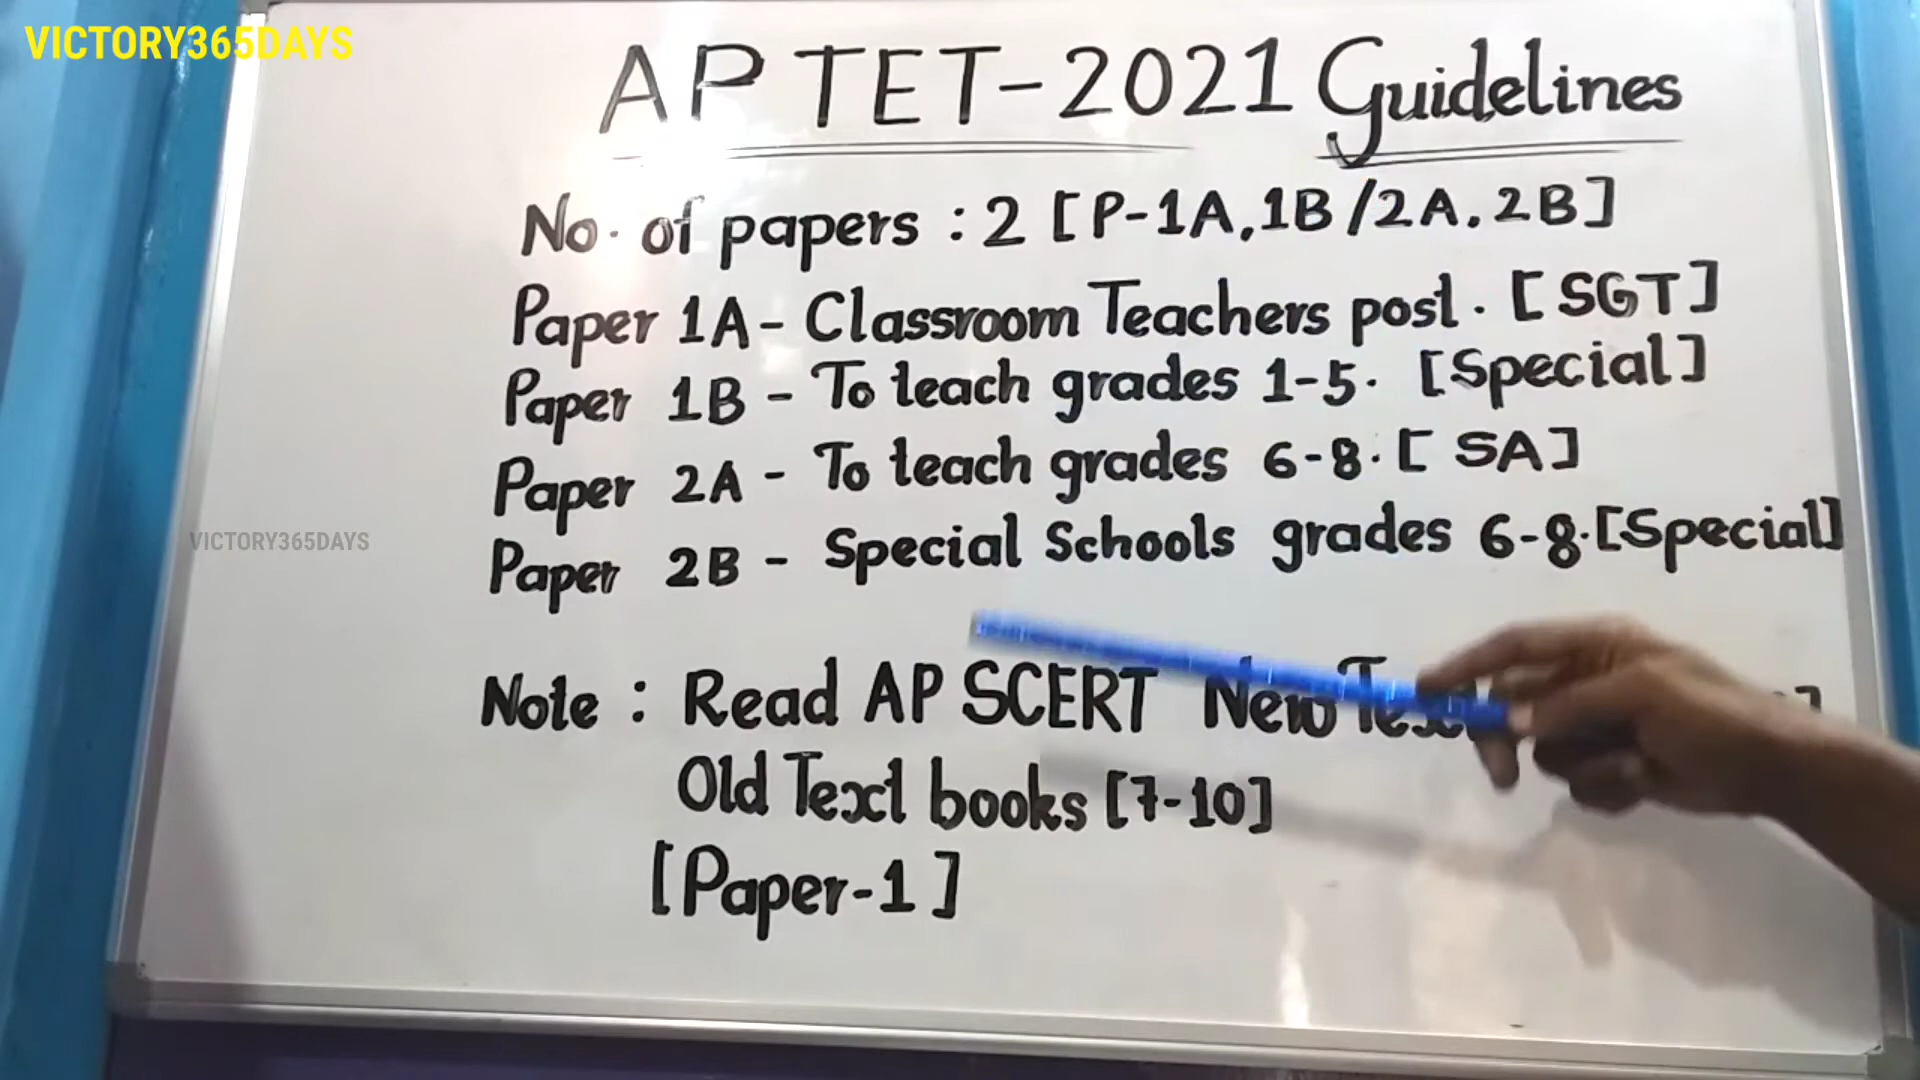 VICTORY365DAYS
AP TET-2021 Guidelines
No. of papers : 2 [P-1A,1B/2A.2B]
Paper 1A - Classroom Teachers post. [SGT]
Paper 1B - To teach grades 1-5. [Special]
Paper 2A - To teach grades 6-8. [SA]
Paper 2B - Special Schools grades 6-8.[Special]
VICTORY365DAYS
Note : Read AP SCERT New
Old Text books [7-10]
[Paper-1]